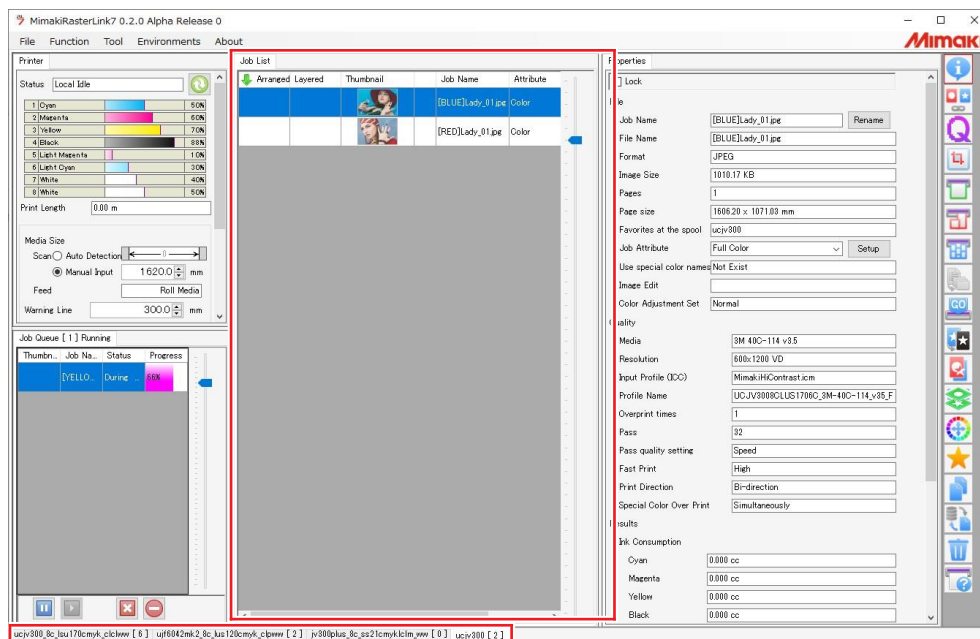 MimakiRasterLink7 0.2.0 Alpha Release 0
File Function Tool Environments About
Mimaki
Printer
Status Local Idle
1 Cyan 50%
2 Magenta 60%
3 Yellow 70%
4 Black 88%
5 Light Magenta 10%
6 Light Cyan 30%
7 White 40%
8 White 50%
Print Length 0.00 m
Media Size
Scan Auto Detection 0
Manual Input 1620.0 mm
Feed Roll Media
Warning Line 300.0 mm
Job Queue [ 1 ] Running
Thumbn... Job Na... Status Progress
[YELLO... During ... 66%
Job List
Arranged Layered Thumbnail Job Name Attribute
[BLUE]Lady_01.jpg Color
[RED]Lady_01.jpg Color
Lock
Job Name [BLUE]Lady_01.jpg Rename
File Name [BLUE]Lady_01.jpg
Format JPEG
Image Size 1010.17 KB
Pages 1
Page size 1606.20 x 1071.03 mm
Favorites at the spool ucjv300
Job Attribute Full Color Setup
Use special color names Not Exist
Image Edit
Color Adjustment Set Normal
Media 3M 40C-114 v3.5
Resolution 600x1200 VD
Input Profile (ICC) MimakiHiContrast.icm
Profile Name UCJV3008CLUS1706C_3M-40C-114_v35_F
Overprint times 1
Pass 32
Pass quality setting Speed
Fast Print High
Print Direction Bi-direction
Special Color Over Print Simultaneously
Ink Consumption
Cyan 0.000 cc
Magenta 0.000 cc
Yellow 0.000 cc
Black 0.000 cc
GO
ucjv300_8c_lsu170cmyk_clclww [ 6 ] ujf6042mk2_8c_lus120cmyk_clpww [ 2 ] jv300plus_8c_ss21cmyklclm_ww [ 0 ] ucjv300 [ 2 ]